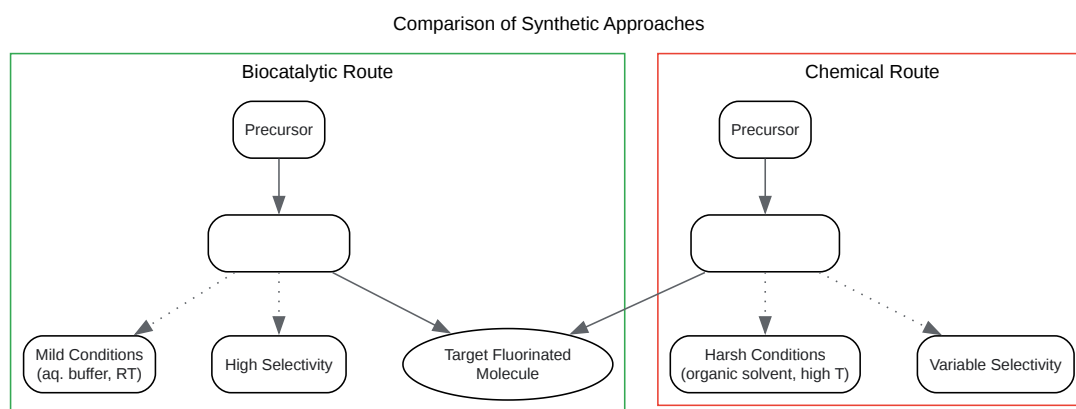 Comparison of Synthetic Approaches
Biocatalytic Route
Precursor
Mild Conditions
(aq. buffer, RT)
High Selectivity
Target Fluorinated
Molecule
Chemical Route
Precursor
Harsh Conditions
(organic solvent, high T)
Variable Selectivity